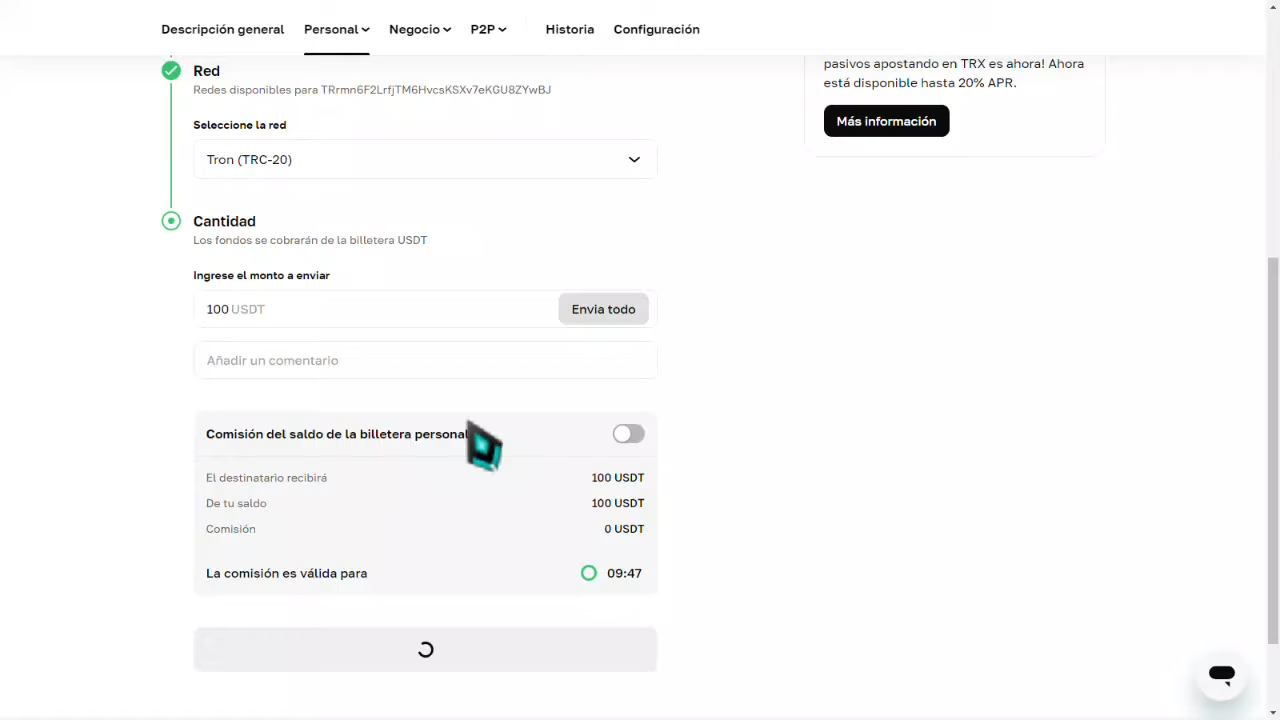 Descripción general
Personal
Negocio
P2P
Historia
Configuración
Red
Redes disponibles para TRrmn6F2LrfjTM6HvcsKSXv7eKGU8ZYwBJ
Seleccione la red
Tron (TRC-20)
Cantidad
Los fondos se cobrarán de la billetera USDT
Ingrese el monto a enviar
100 USDT
Envia todo
Añadir un comentario
Comisión del saldo de la billetera personal
El destinatario recibirá 100 USDT
De tu saldo 100 USDT
Comisión 0 USDT
La comisión es válida para 09:47
pasivos apostando en TRX es ahora! Ahora
está disponible hasta 20% APR.
Más información